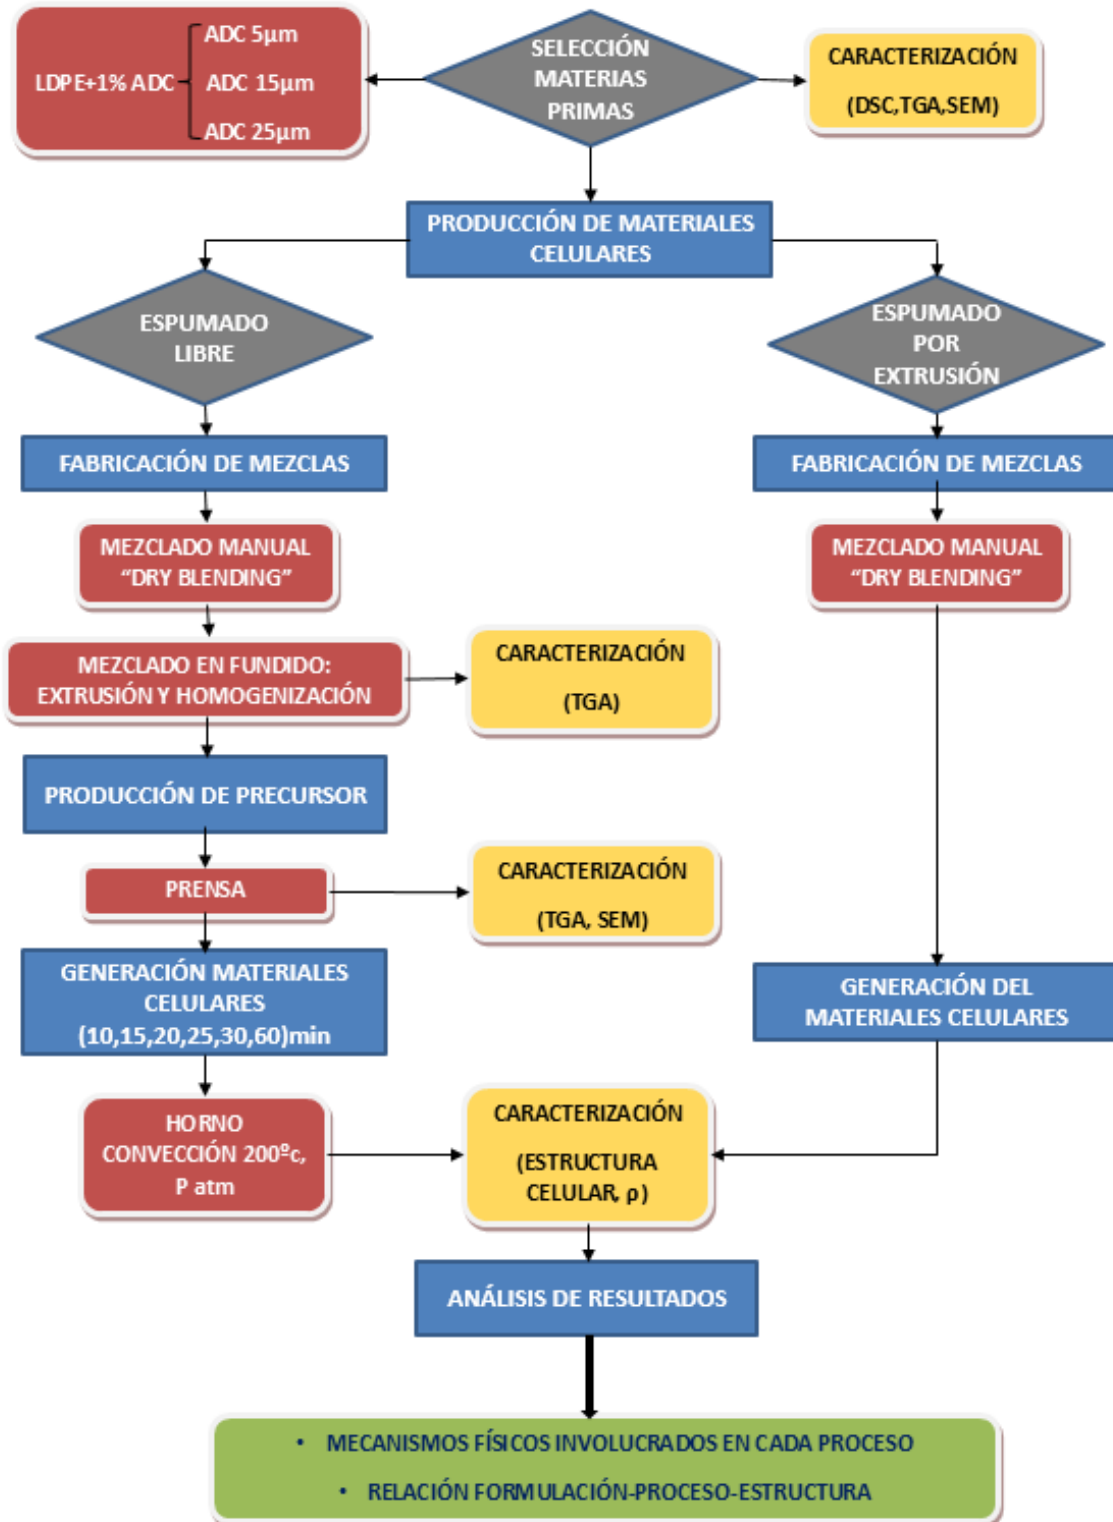 LDPE+1% ADC
ADC 5µm
ADC 15µm
ADC 25µm
SELECCIÓN
MATERIAS
PRIMAS
CARACTERIZACIÓN
(DSC,TGA,SEM)
PRODUCCIÓN DE MATERIALES
CELULARES
ESPUMADO
LIBRE
ESPUMADO
POR
EXTRUSIÓN
FABRICACIÓN DE MEZCLAS
FABRICACIÓN DE MEZCLAS
MEZCLADO MANUAL
“DRY BLENDING”
MEZCLADO MANUAL
“DRY BLENDING”
MEZCLADO EN FUNDIDO:
EXTRUSIÓN Y HOMOGENIZACIÓN
CARACTERIZACIÓN
(TGA)
PRODUCCIÓN DE PRECURSOR
PRENSA
CARACTERIZACIÓN
(TGA, SEM)
GENERACIÓN MATERIALES
CELULARES
(10,15,20,25,30,60)min
GENERACIÓN DEL
MATERIALES CELULARES
HORNO
CONVECCIÓN 200ºc,
P atm
CARACTERIZACIÓN
(ESTRUCTURA
CELULAR, ρ)
ANÁLISIS DE RESULTADOS
• MECANISMOS FÍSICOS INVOLUCRADOS EN CADA PROCESO
• RELACIÓN FORMULACIÓN-PROCESO-ESTRUCTURA